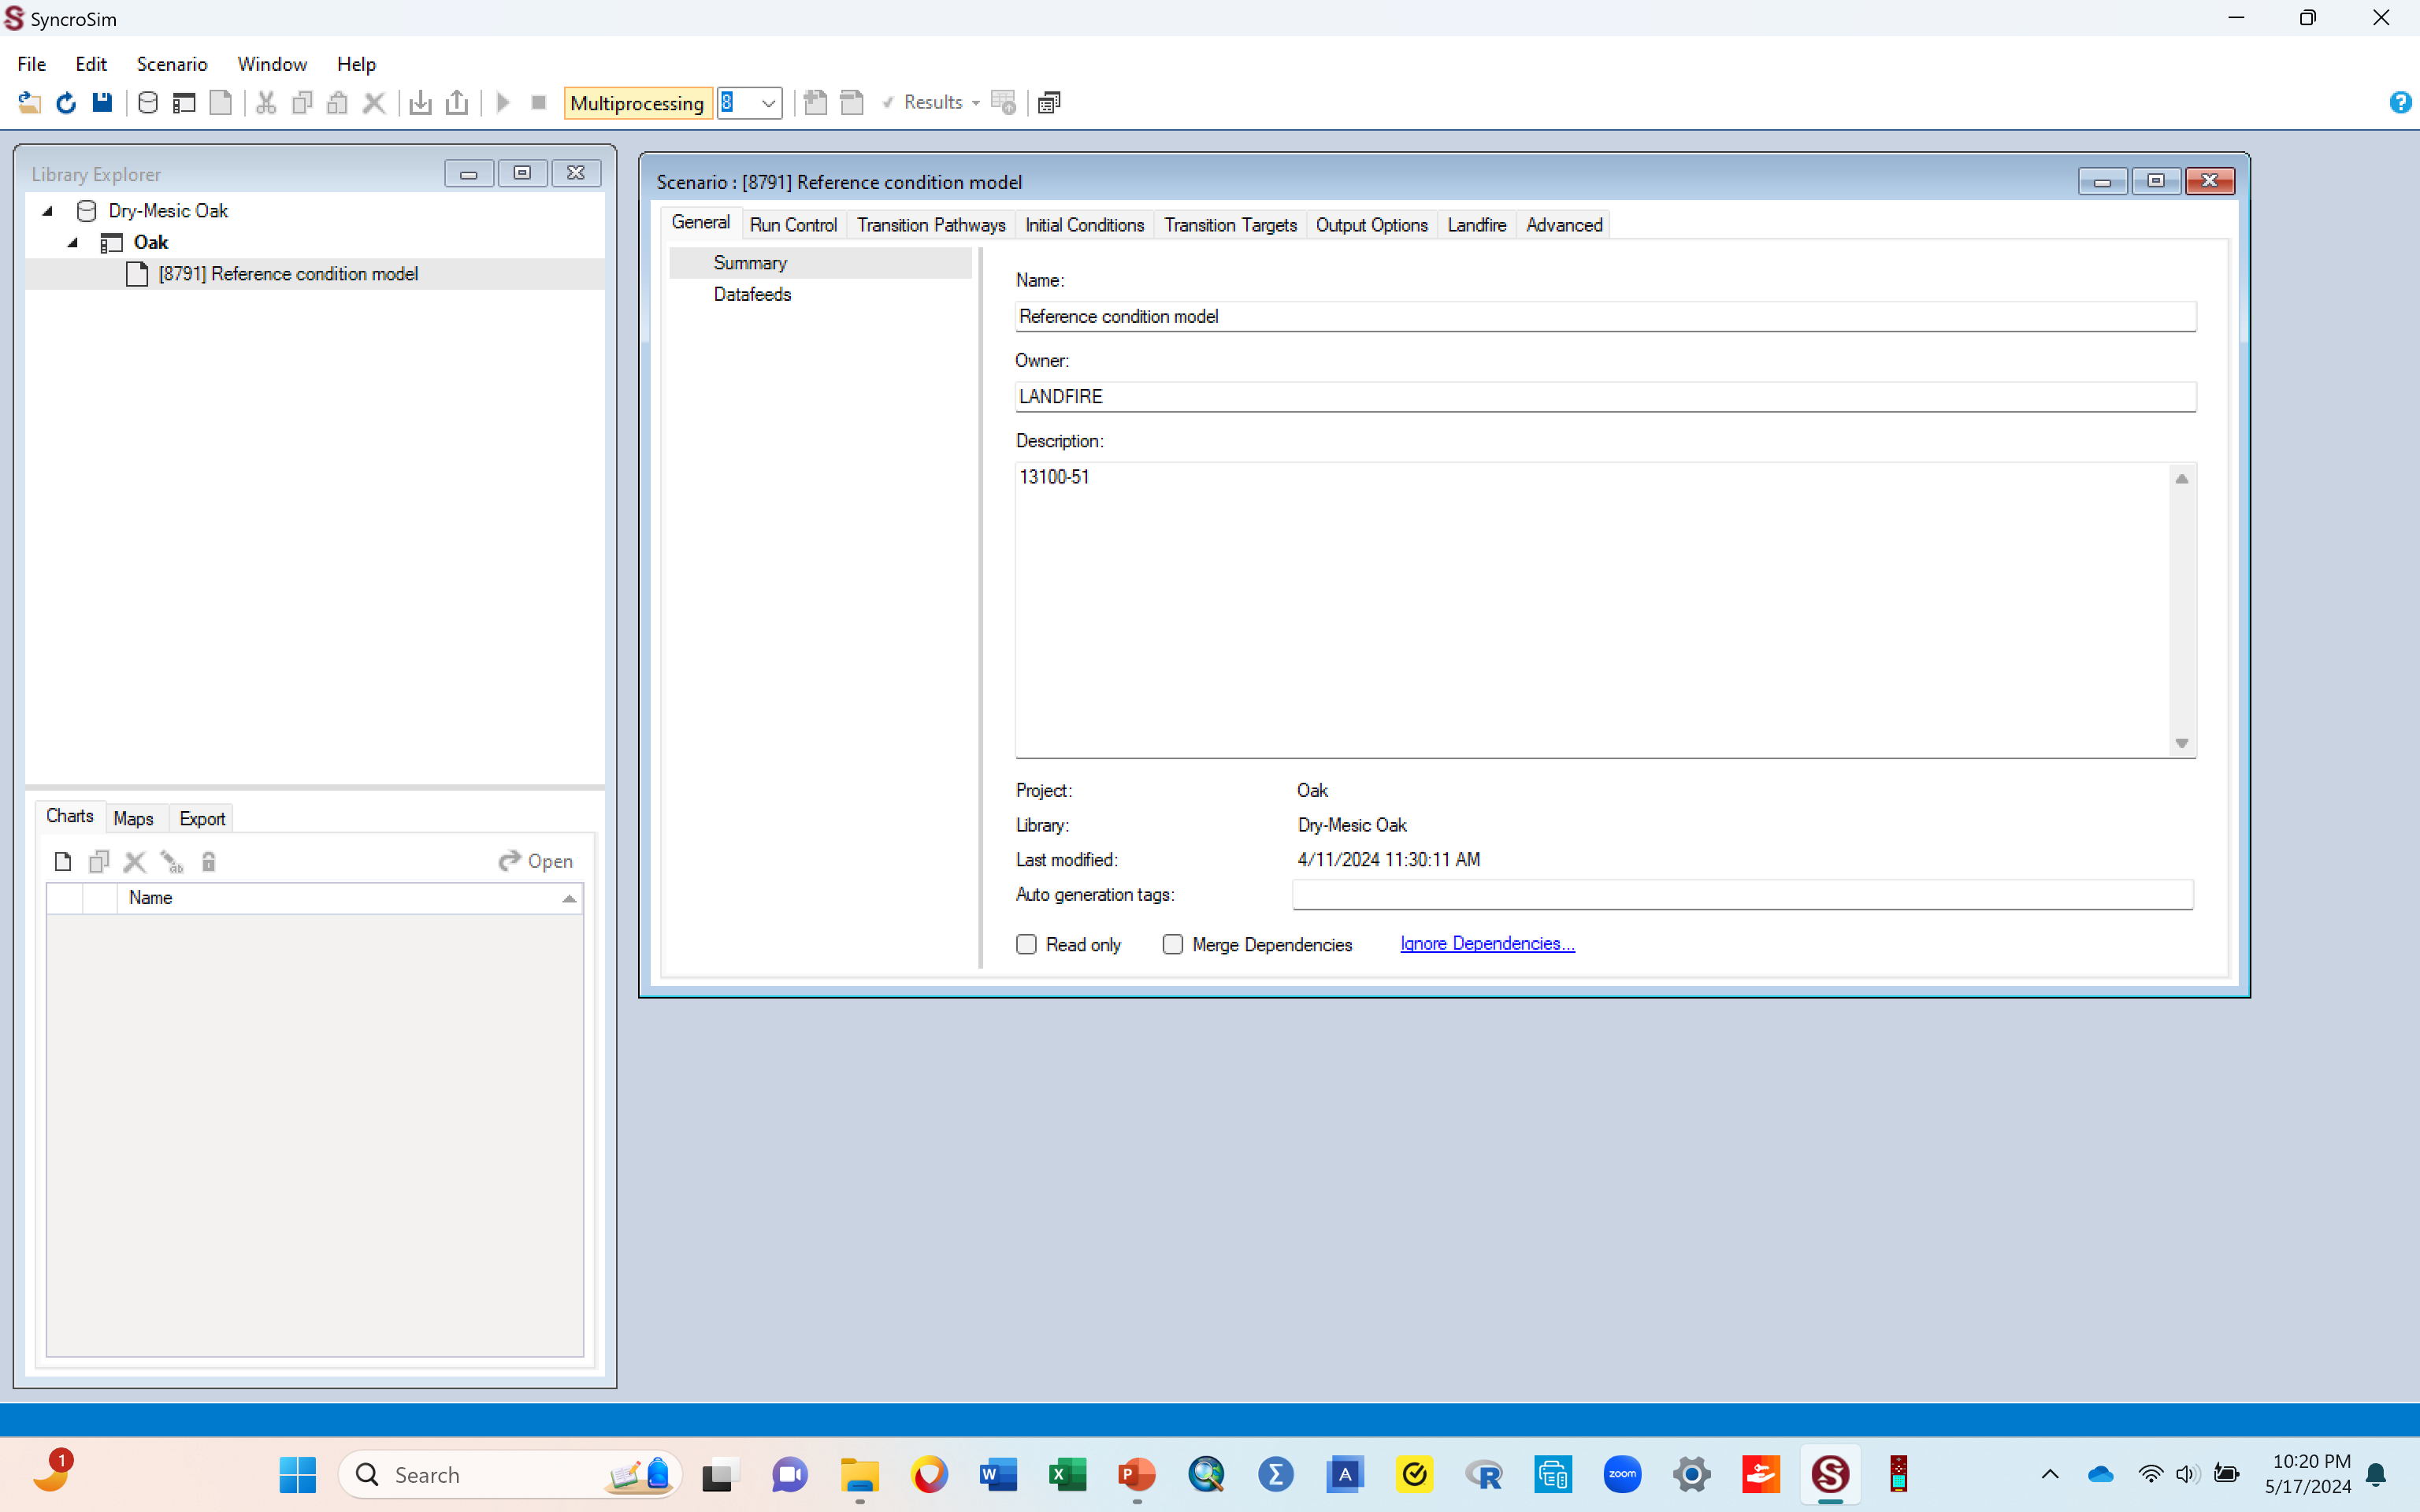 SyncroSim
File Edit Scenario Window Help
Multiprocessing 8 Results
Library Explorer
Dry-Mesic Oak
Oak
[8791] Reference condition model
Charts Maps Export
Open
Name
Scenario : [8791] Reference condition model
General Run Control Transition Pathways Initial Conditions Transition Targets Output Options Landfire Advanced
Summary
Datafeeds
Name:
Reference condition model
Owner:
LANDFIRE
Description:
13100-51
Project: Oak
Library: Dry-Mesic Oak
Last modified: 4/11/2024 11:30:11 AM
Auto generation tags:
Read only Merge Dependencies Ignore Dependencies...
1
Search
zoom
10:20 PM
5/17/2024